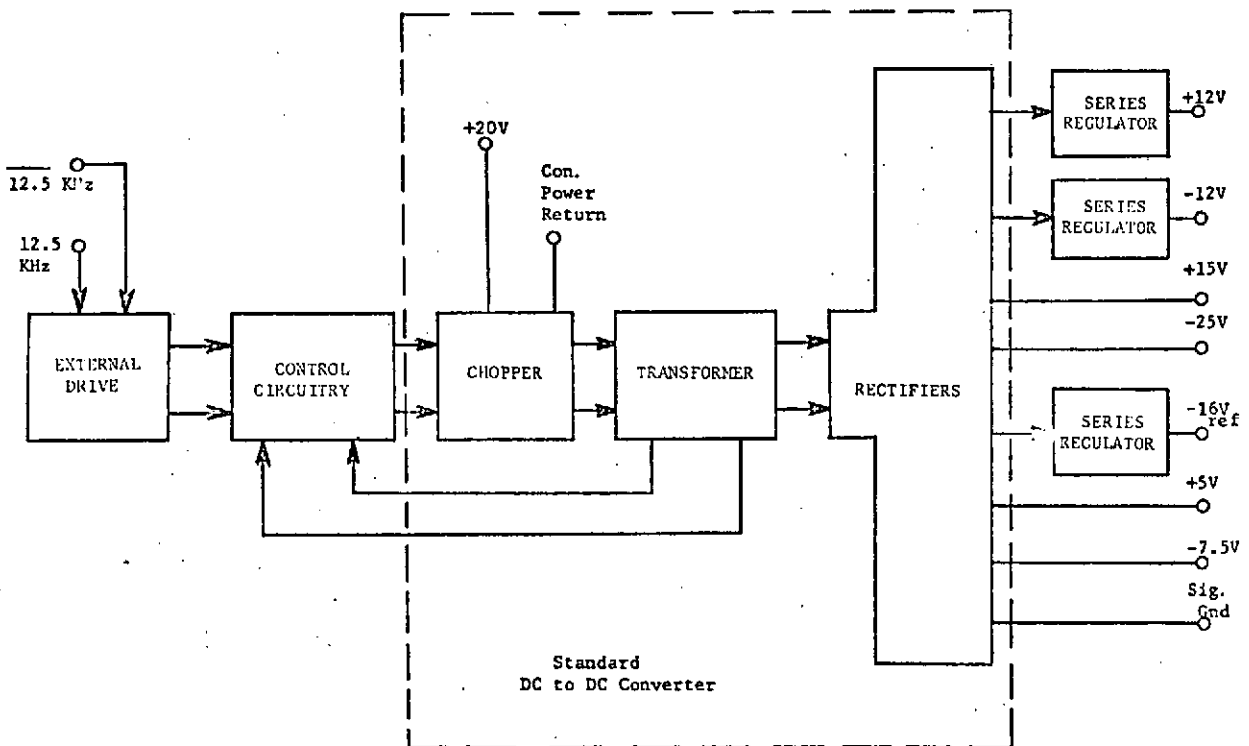 +20V
Con.
Power
Return
12.5 KHz
12.5
KHz
EXTERNAL
DRIVE
CONTROL
CIRCUITRY
CHOPPER
TRANSFORMER
RECTIFIERS
SERIES
REGULATOR
+12V
SERIES
REGULATOR
-12V
+15V
-25V
SERIES
REGULATOR
-16V
ref
+5V
-7.5V
Sig.
Gnd
Standard
DC to DC Converter